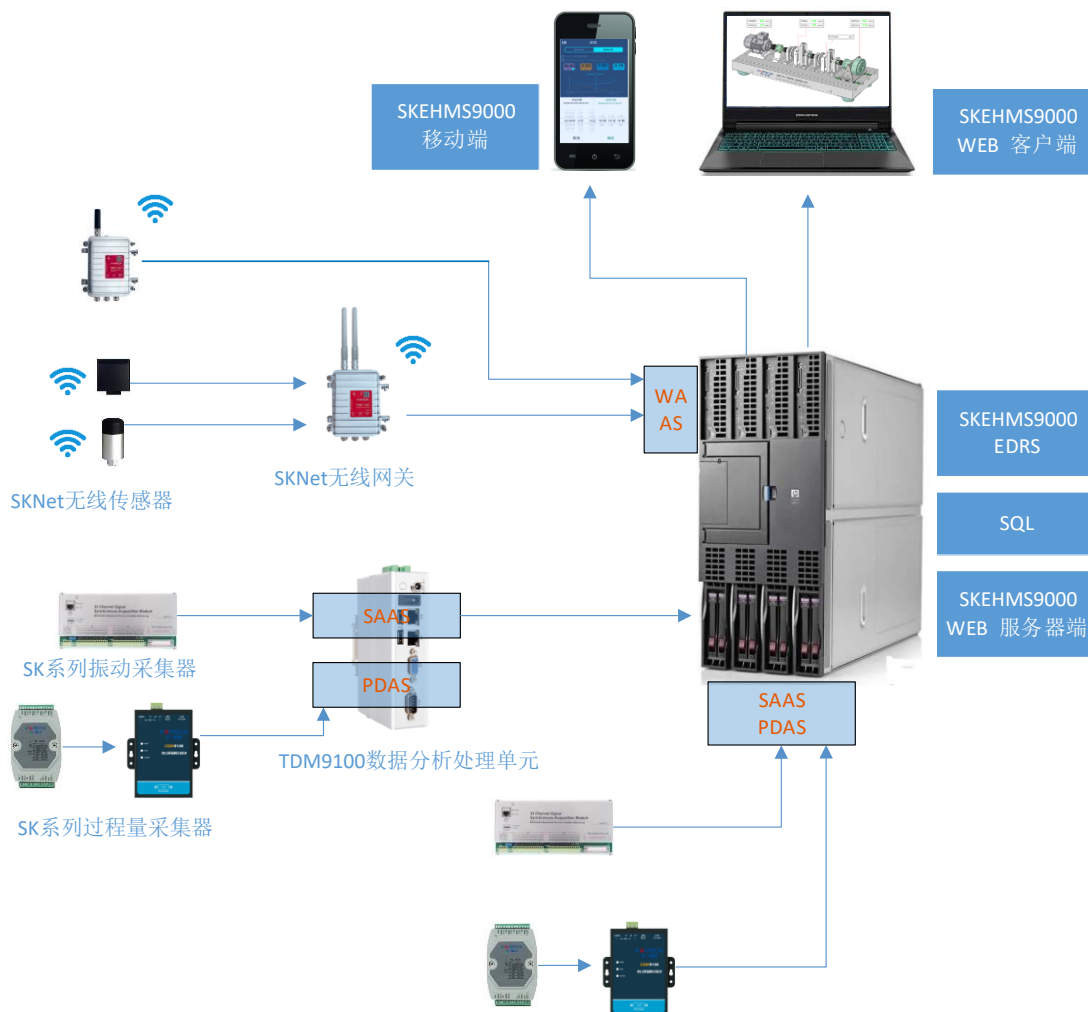 SKEHMS9000
移动端
SKEHMS9000
WEB 客户端
WA
AS
SKEHMS9000
EDRS
SKNet无线网关
SKNet无线传感器
SQL
SAAS
SKEHMS9000
WEB 服务器端
SK系列振动采集器
PDAS
SAAS
PDAS
TDM9100数据分析处理单元
SK系列过程量采集器